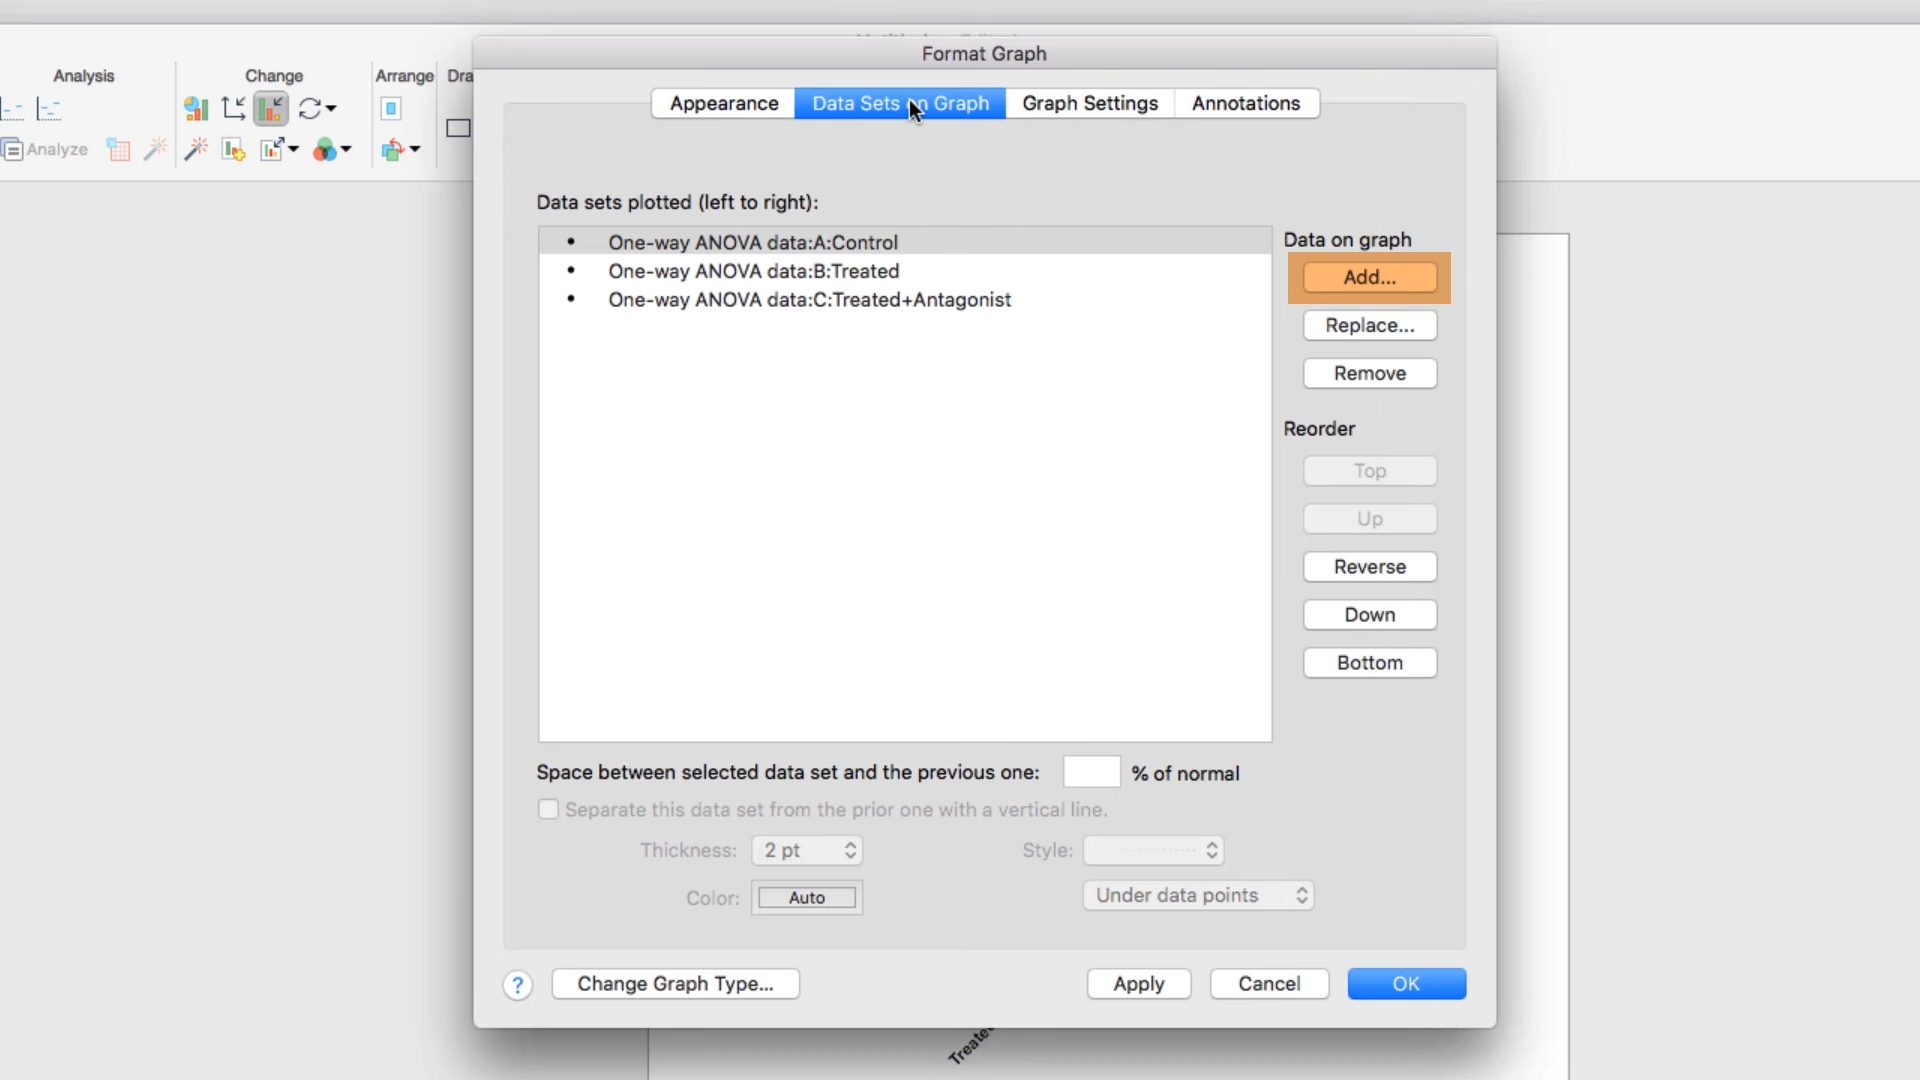 Format Graph
Analysis
Change
Arrange
Dra
Analyze
Appearance
Data Sets on Graph
Graph Settings
Annotations
Data sets plotted (left to right):
• One-way ANOVA data:A:Control
• One-way ANOVA data:B:Treated
• One-way ANOVA data:C:Treated+Antagonist
Data on graph
Add...
Replace...
Remove
Reorder
Top
Up
Reverse
Down
Bottom
Space between selected data set and the previous one: % of normal
Separate this data set from the prior one with a vertical line.
Thickness: 2 pt
Style:
Color: Auto
Under data points
? Change Graph Type...
Apply
Cancel
OK
Treated